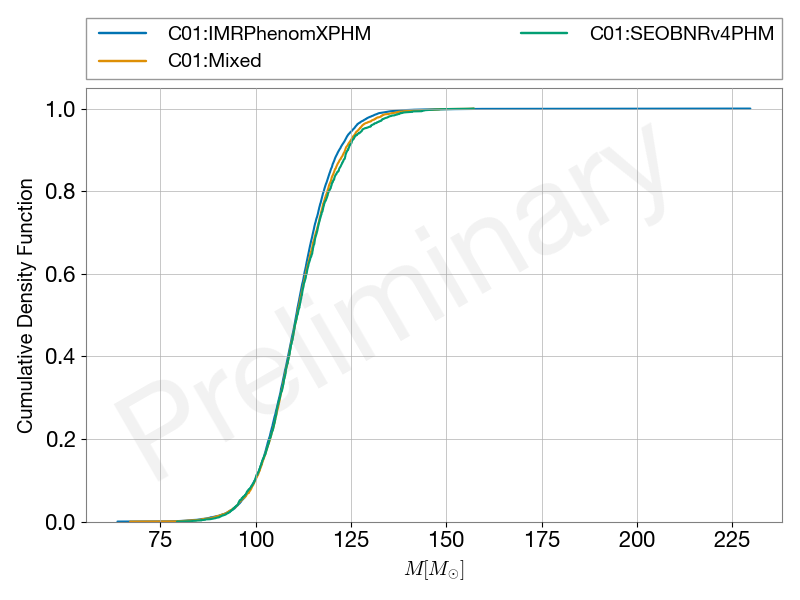 C01:IMRPhenomXPHM
C01:SEOBNRv4PHM
C01:Mixed
1.0
0.8
0.6
0.4
0.2
0.0
Cumulative Density Function
Preliminary
75
100
125
150
175
200
225
M[M⊙]